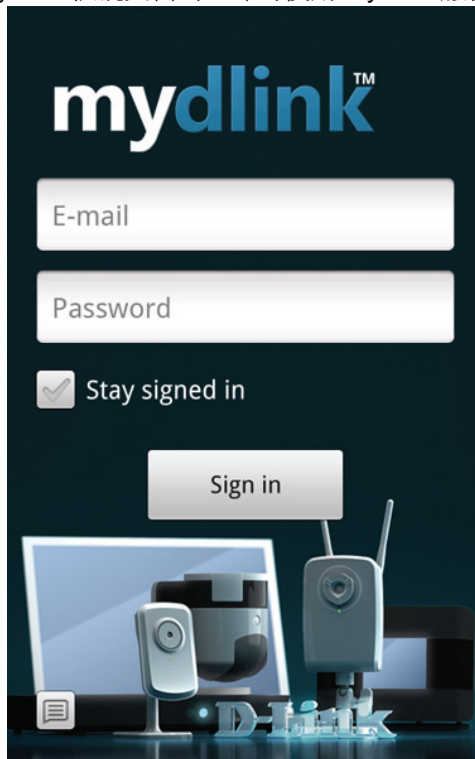 mydlink™
E-mail
Password
Stay signed in
Sign in
D-Link